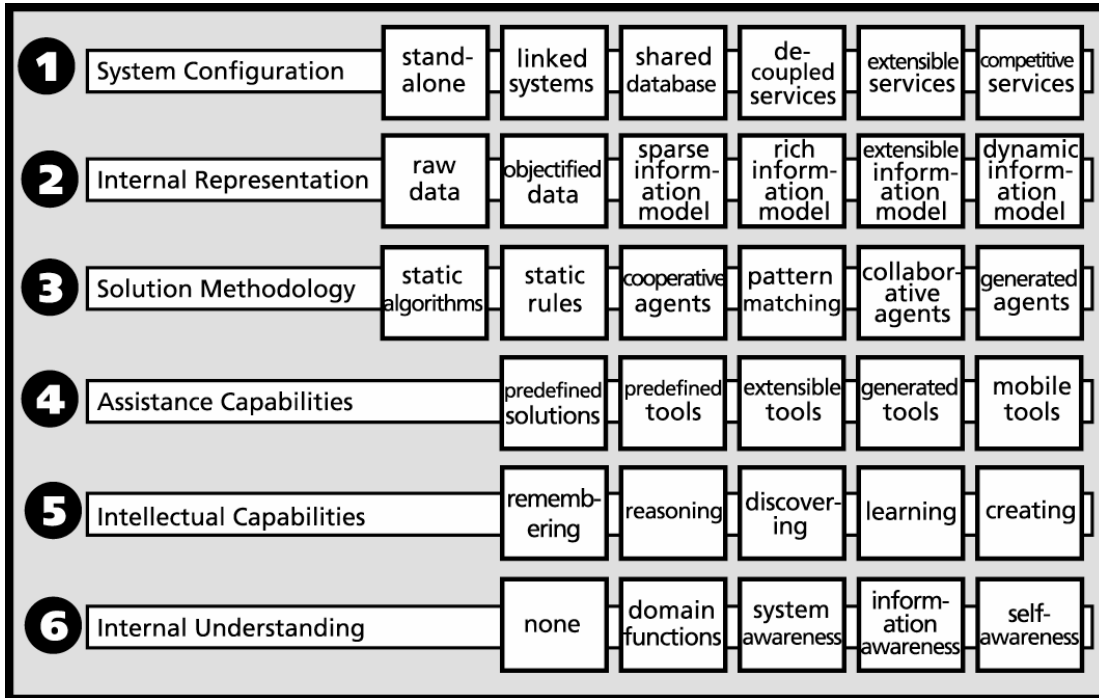 1 System Configuration
stand-
alone
linked
systems
shared
database
de-
coupled
services
extensible
services
competitive
services
2 Internal Representation
raw
data
objectified
data
sparse
inform-
ation
model
rich
inform-
ation
model
extensible
inform-
ation
model
dynamic
inform-
ation
model
3 Solution Methodology
static
algorithms
static
rules
cooperative
agents
pattern
matching
collabor-
ative
agents
generated
agents
4 Assistance Capabilities
predefined
solutions
predefined
tools
extensible
tools
generated
tools
mobile
tools
5 Intellectual Capabilities
rememb-
ering
reasoning
discover-
ing
learning
creating
6 Internal Understanding
none
domain
functions
system
awareness
inform-
ation
awareness
self-
awareness